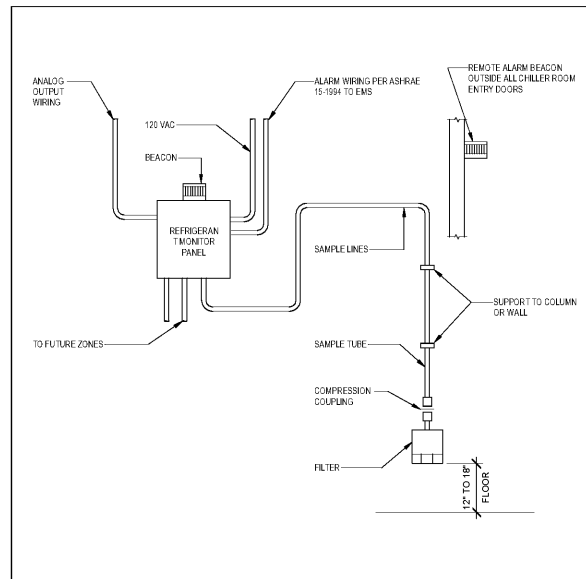 ANALOG
OUTPUT
WIRING
ALARM WIRING PER ASHRAE
15-1994 TO EMS
REMOTE ALARM BEACON
OUTSIDE ALL CHILLER ROOM
ENTRY DOORS
120 VAC
BEACON
REFRIGERAN
T MONITOR
PANEL
SAMPLE LINES
SUPPORT TO COLUMN
OR WALL
TO FUTURE ZONES
SAMPLE TUBE
COMPRESSION
COUPLING
FILTER
12" TO 18"
FLOOR